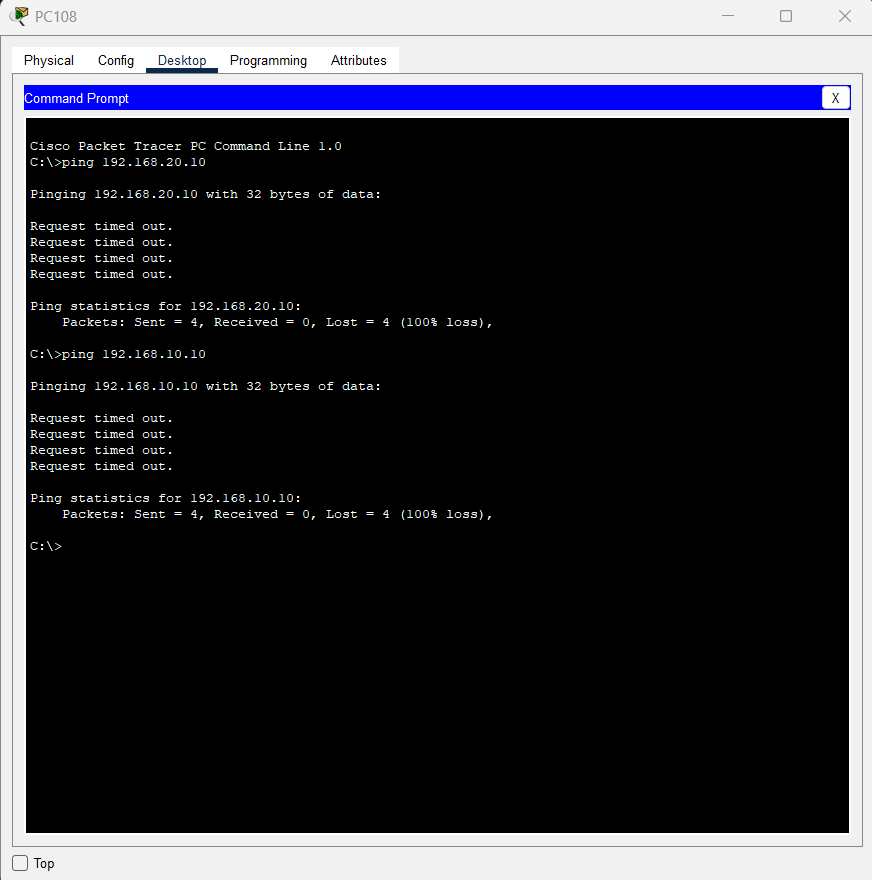 PC108
Physical Config Desktop Programming Attributes
Command Prompt X
Cisco Packet Tracer PC Command Line 1.0
C:\>ping 192.168.20.10
Pinging 192.168.20.10 with 32 bytes of data:
Request timed out.
Request timed out.
Request timed out.
Request timed out.
Ping statistics for 192.168.20.10:
    Packets: Sent = 4, Received = 0, Lost = 4 (100% loss),
C:\>ping 192.168.10.10
Pinging 192.168.10.10 with 32 bytes of data:
Request timed out.
Request timed out.
Request timed out.
Request timed out.
Ping statistics for 192.168.10.10:
    Packets: Sent = 4, Received = 0, Lost = 4 (100% loss),
C:\>
Top